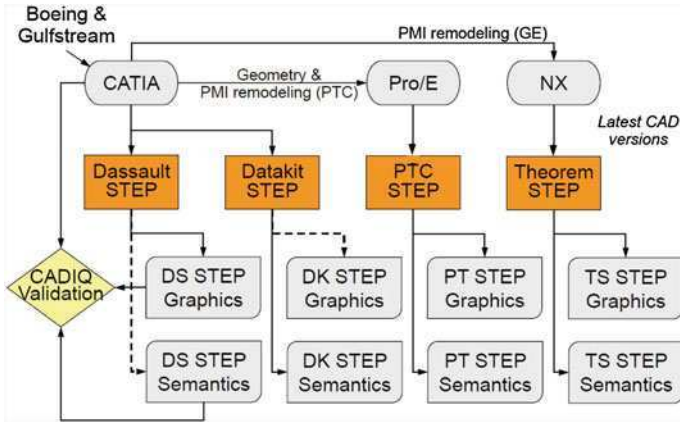 Boeing &
Gulfstream
PMI remodeling (GE)
CATIA
Geometry &
PMI remodeling (PTC)
Pro/E
NX
Latest CAD
versions
Dassault
STEP
Datakit
STEP
PTC
STEP
Theorem
STEP
CADIQ
Validation
DS STEP
Graphics
DK STEP
Graphics
PT STEP
Graphics
TS STEP
Graphics
DS STEP
Semantics
DK STEP
Semantics
PT STEP
Semantics
TS STEP
Semantics